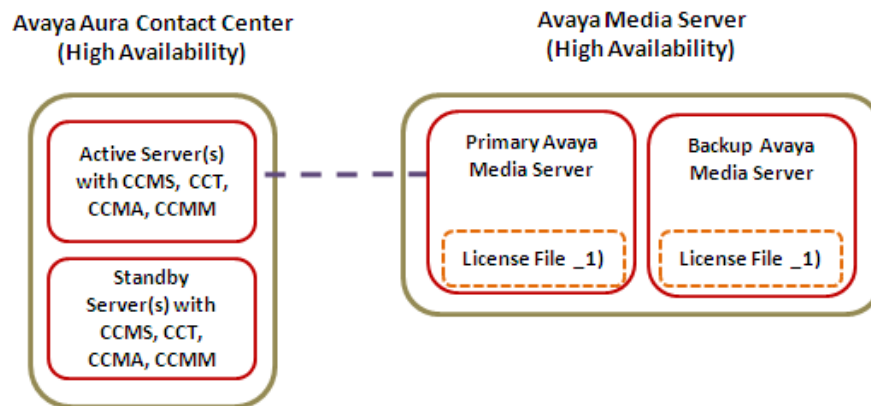 Avaya Aura Contact Center
(High Availability)
Avaya Media Server
(High Availability)
Active Server(s)
with CCMS, CCT,
CCMA, CCMM
Standby
Server(s) with
CCMS, CCT,
CCMA, CCMM
Primary Avaya
Media Server
License File _1)
Backup Avaya
Media Server
License File _1)